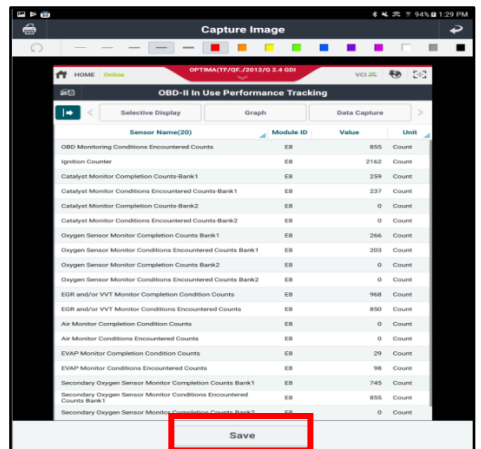 94% 1:29 PM
Capture Image
HOME Online OPTIMA(TF/QF./2012/G 2.4 GDI VCI
OBD-II In Use Performance Tracking
< Selective Display Graph Data Capture >
Sensor Name(20) Module ID Value Unit
OBD Monitoring Conditions Encountered Counts E8 855 Count
Ignition Counter E8 2162 Count
Catalyst Monitor Completion Counts-Bank1 E8 259 Count
Catalyst Monitor Conditions Encountered Counts-Bank1 E8 237 Count
Catalyst Monitor Completion Counts-Bank2 E8 0 Count
Catalyst Monitor Conditions Encountered Counts-Bank2 E8 0 Count
Oxygen Sensor Monitor Completion Counts Bank1 E8 266 Count
Oxygen Sensor Monitor Conditions Encountered Counts Bank1 E8 203 Count
Oxygen Sensor Monitor Completion Counts Bank2 E8 0 Count
Oxygen Sensor Monitor Conditions Encountered Counts Bank2 E8 0 Count
EGR and/or VVT Monitor Completion Condition Counts E8 968 Count
EGR and/or VVT Monitor Conditions Encountered Counts E8 850 Count
Air Monitor Completion Condition Counts E8 0 Count
Air Monitor Conditions Encountered Counts E8 0 Count
EVAP Monitor Completion Condition Counts E8 29 Count
EVAP Monitor Conditions Encountered Counts E8 98 Count
Secondary Oxygen Sensor Monitor Completion Counts Bank1 E8 745 Count
Secondary Oxygen Sensor Monitor Conditions Encountered
Counts Bank1 E8 855 Count
Secondary Oxygen Sensor Monitor Completion Counts Bank2 E8 0 Count
Save